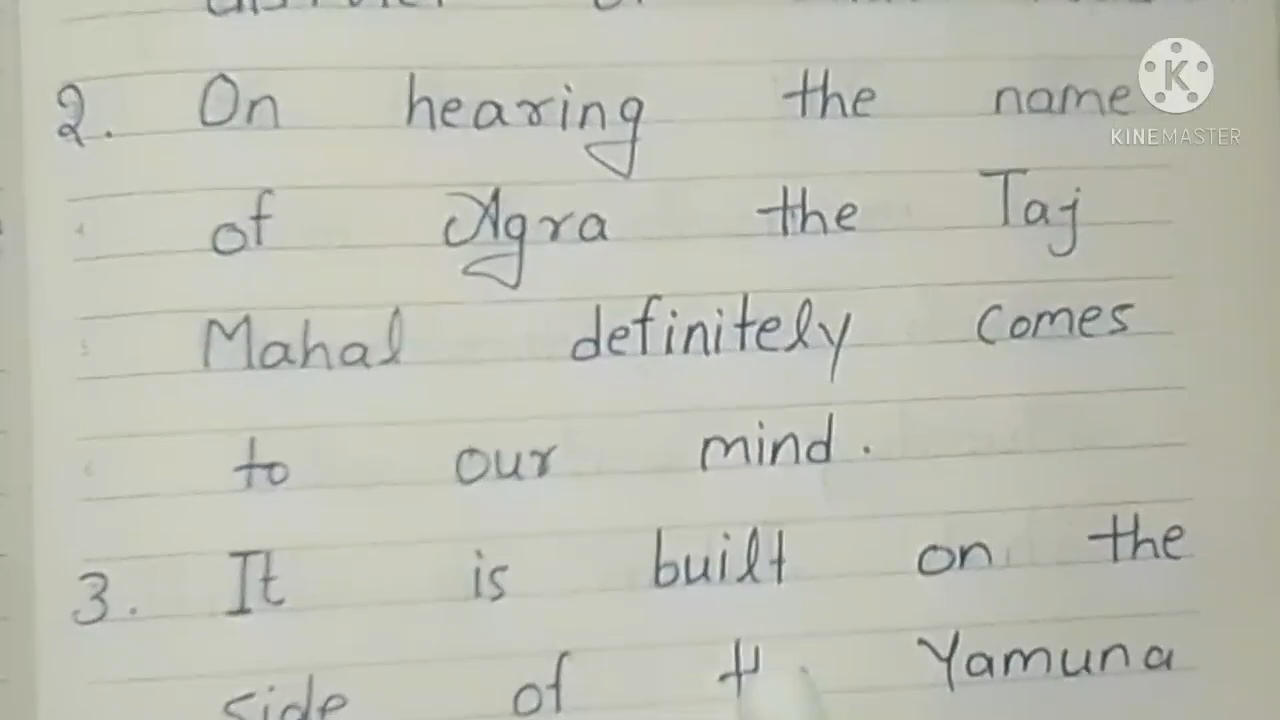 2. On hearing the name
of Agra the Taj
Mahal definitely comes
to our mind.
3. It is built on the
side of Yamuna
K
KINEMASTER